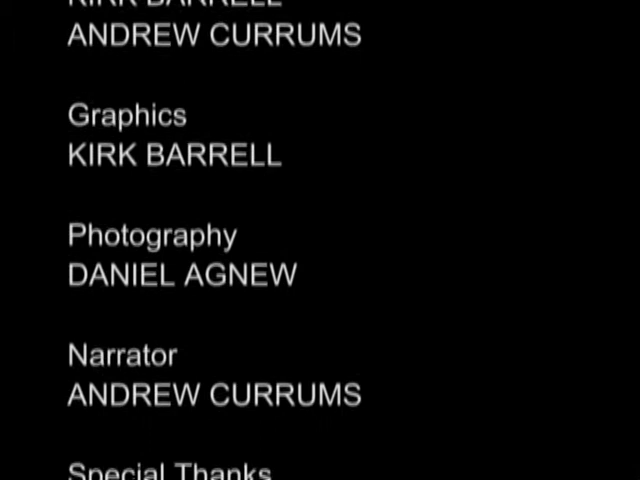 KIRK BARRELL
ANDREW CURRUMS
Graphics
KIRK BARRELL
Photography
DANIEL AGNEW
Narrator
ANDREW CURRUMS
Special Thanks